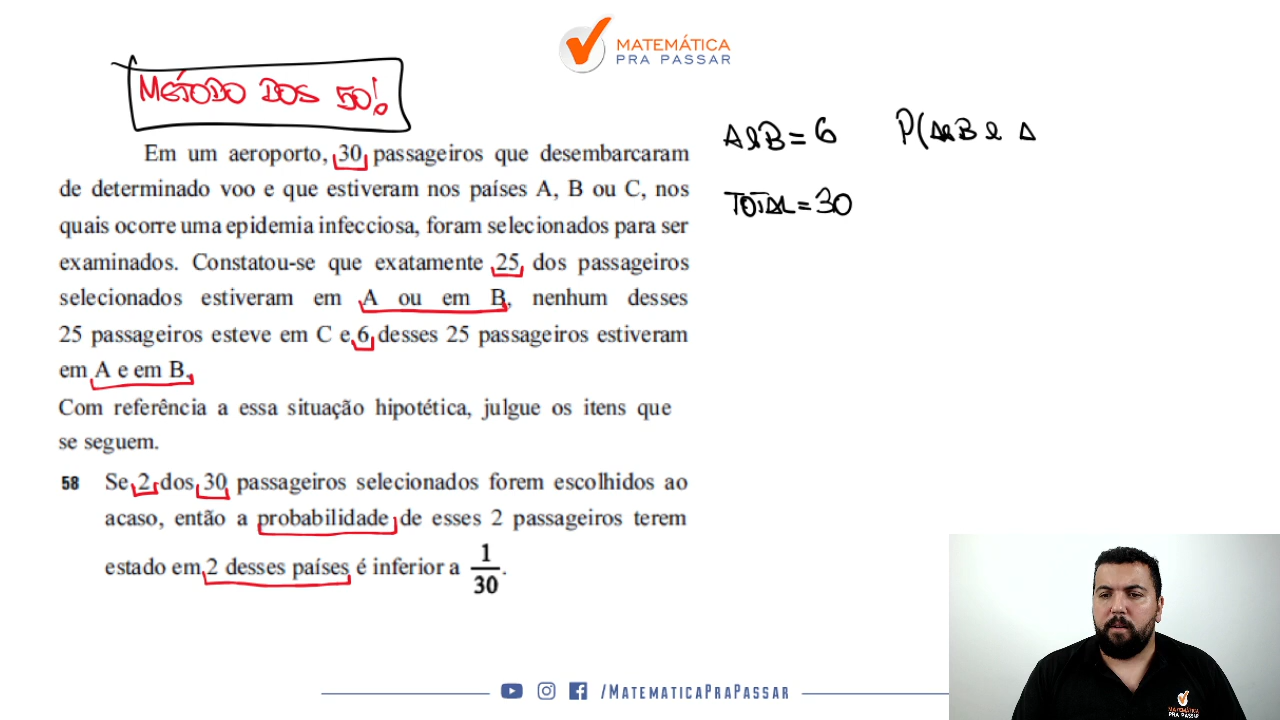 MATEMÁTICA
PRA PASSAR
MÉTODO DOS 50!
Em um aeroporto, 30 passageiros que desembarcaram
de determinado voo e que estiveram nos países A, B ou C, nos
quais ocorre uma epidemia infecciosa, foram selecionados para ser
examinados. Constatou-se que exatamente 25 dos passageiros
selecionados estiveram em A ou em B, nenhum desses
25 passageiros esteve em C e 6 desses 25 passageiros estiveram
em A e em B.
Com referência a essa situação hipotética, julgue os itens que
se seguem.
58 Se 2 dos 30 passageiros selecionados forem escolhidos ao
acaso, então a probabilidade de esses 2 passageiros terem
estado em 2 desses países é inferior a 1/30.
A e B = 6
TOTAL = 30
P(A e B e A
/MATEMATICAPRAPASSAR
MATEMÁTICA
PRA PASSAR